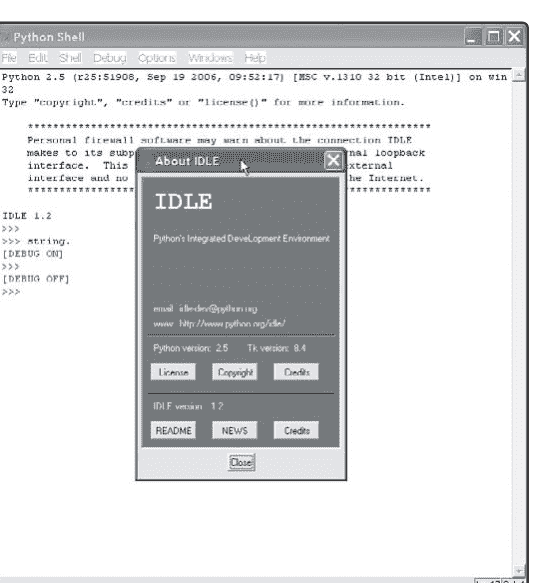 Python Shell
File Edit Shell Debug Options Windows Help
Python 2.5 (r25:51908, Sep 19 2006, 09:52:17) [MSC v.1310 32 bit (Intel)] on win
32
Type "copyright", "credits" or "license()" for more information.
****************************************************************
Personal firewall software may warn about the connection IDLE
makes to its subp nal loopback
interface. This xternal
interface and no he Internet.
****************************************************************
IDLE 1.2
>>>
>>> string.
[DEBUG ON]
>>>
[DEBUG OFF]
>>>
About IDLE
IDLE
Python's Integrated DeveLopment Environment
email: idle-dev@python.org
www: http://www.python.org/idle/
Python version: 2.5 Tk version: 8.4
License Copyright Credits
IDLE version: 1.2
README NEWS Credits
Close